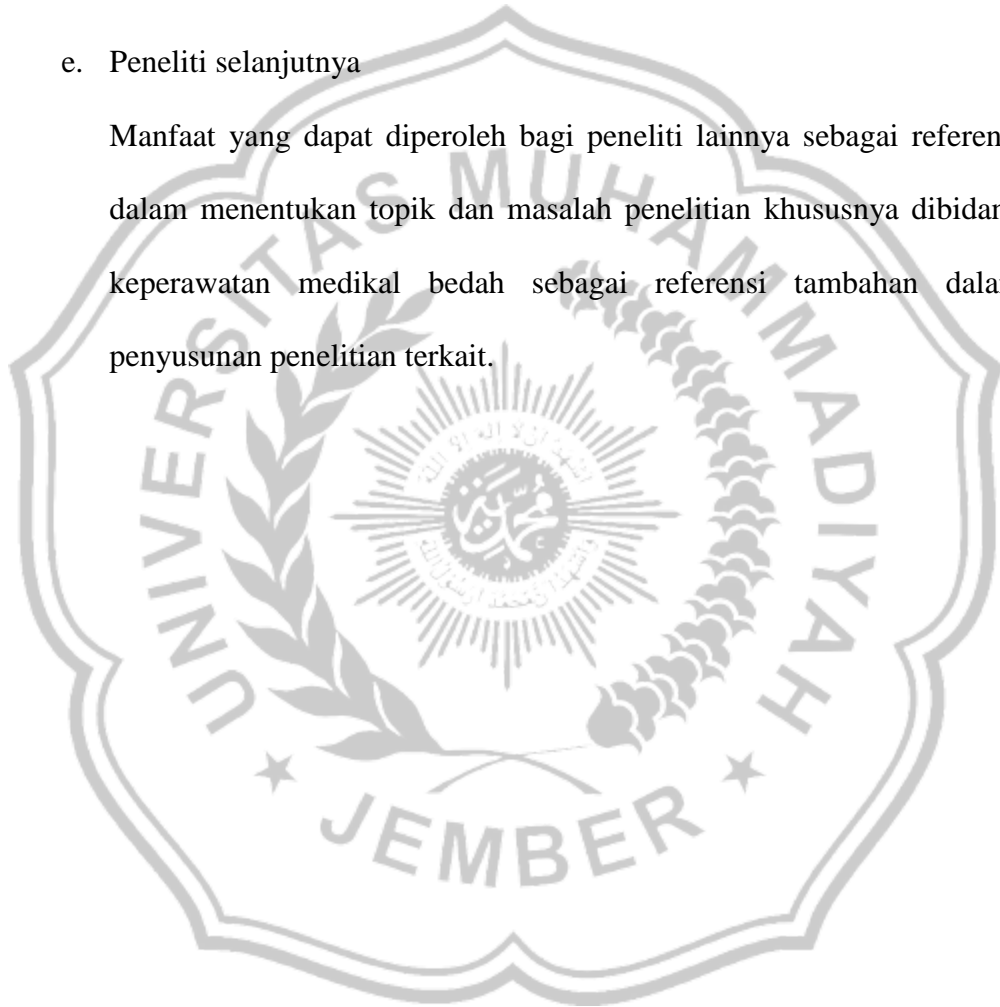 e. Peneliti selanjutnya
Manfaat yang dapat diperoleh bagi peneliti lainnya sebagai referen
dalam menentukan topik dan masalah penelitian khususnya dibidan
keperawatan medikal bedah sebagai referensi tambahan dala
penyusunan penelitian terkait.
UNIVERSITAS MUHAMMADIYAH
JEMBER